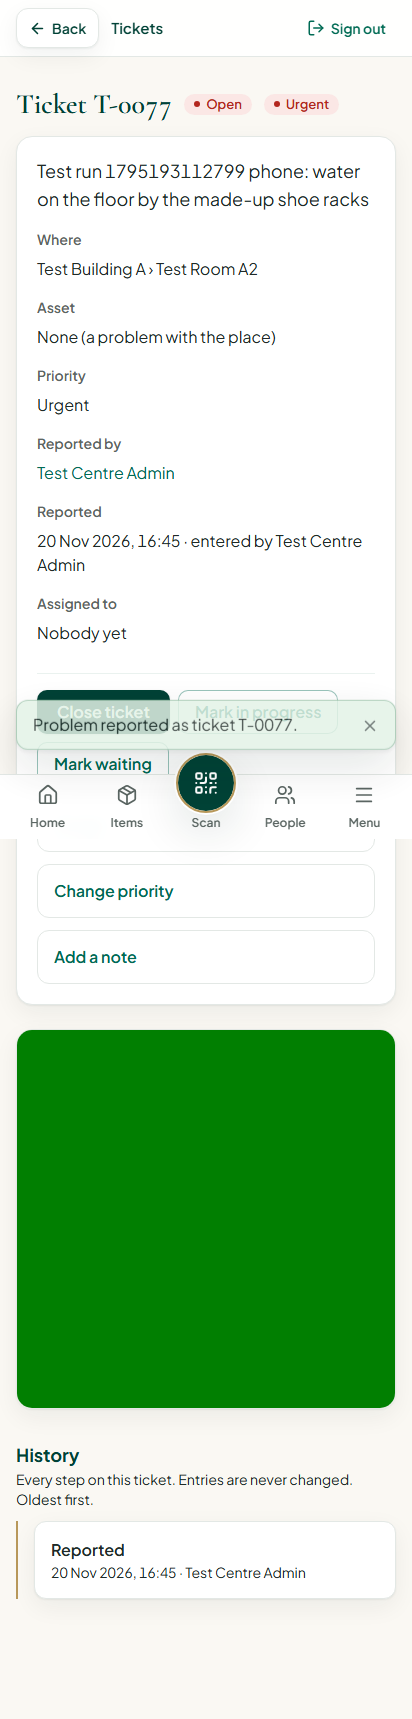 Back
Tickets
Sign out
Ticket T-0077
Open
Urgent
Test run 1795193112799 phone: water
on the floor by the made-up shoe racks
Where
Test Building A › Test Room A2
Asset
None (a problem with the place)
Priority
Urgent
Reported by
Test Centre Admin
Reported
20 Nov 2026, 16:45 · entered by Test Centre
Admin
Assigned to
Nobody yet
Close ticket
Mark in progress
Problem reported as ticket T-0077.
Mark waiting
Home
Items
Scan
People
Menu
Change priority
Add a note
History
Every step on this ticket. Entries are never changed.
Oldest first.
Reported
20 Nov 2026, 16:45 · Test Centre Admin